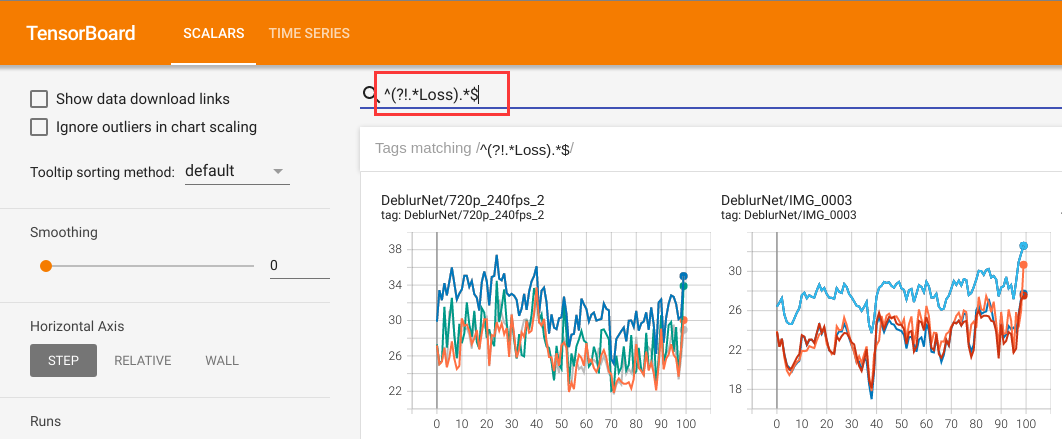 TensorBoard SCALARS TIME SERIES
Show data download links
Ignore outliers in chart scaling
Tooltip sorting method: default
Smoothing
0
Horizontal Axis
STEP RELATIVE WALL
Runs
^(?!.*Loss).*$
Tags matching /^(?!.*Loss).*$/
DeblurNet/720p_240fps_2
tag: DeblurNet/720p_240fps_2
38
34
30
26
22
0 10 20 30 40 50 60 70 80 90 100
DeblurNet/IMG_0003
tag: DeblurNet/IMG_0003
30
26
22
18
0 10 20 30 40 50 60 70 80 90 100